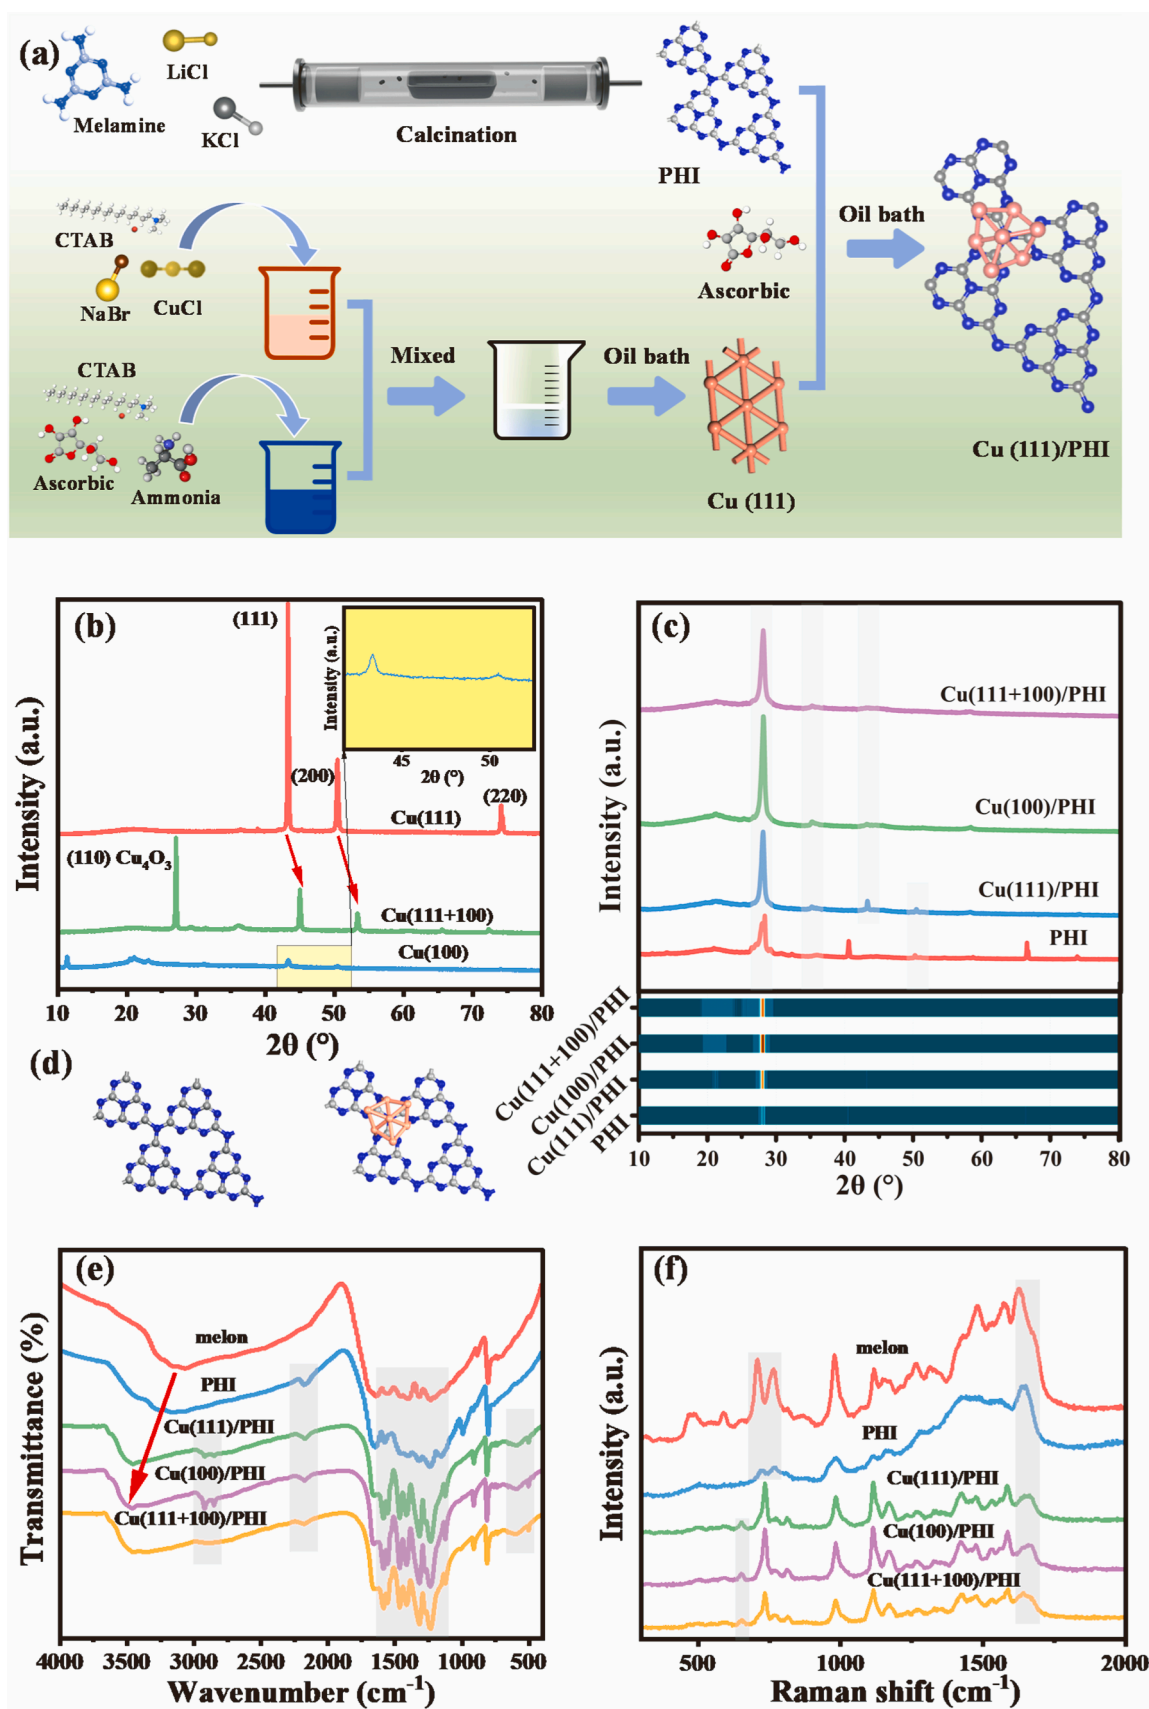 (a)
LiCl
Melamine
KCl
Calcination
PHI
CTAB
NaBr
CuCl
CTAB
Ascorbic
Ammonia
Mixed
Oil bath
Ascorbic
Oil bath
Cu (111)
Cu (111)/PHI
(b)
(111)
(200)
(220)
Cu(111)
(110) Cu4O3
Cu(111+100)
Cu(100)
Intensity (a.u.)
45 50
2θ (°)
Intensity (a.u.)
10 20 30 40 50 60 70 80
2θ (°)
(c)
Cu(111+100)/PHI
Cu(100)/PHI
Cu(111)/PHI
PHI
Intensity (a.u.)
Cu(111+100)/PHI
Cu(100)/PHI
Cu(111)/PHI
PHI
10 20 30 40 50 60 70 80
2θ (°)
(d)
(e)
melon
PHI
Cu(111)/PHI
Cu(100)/PHI
Cu(111+100)/PHI
Transmittance (%)
4000 3500 3000 2500 2000 1500 1000 500
Wavenumber (cm-1)
(f)
melon
PHI
Cu(111)/PHI
Cu(100)/PHI
Cu(111+100)/PHI
Intensity (a.u.)
500 1000 1500 2000
Raman shift (cm-1)